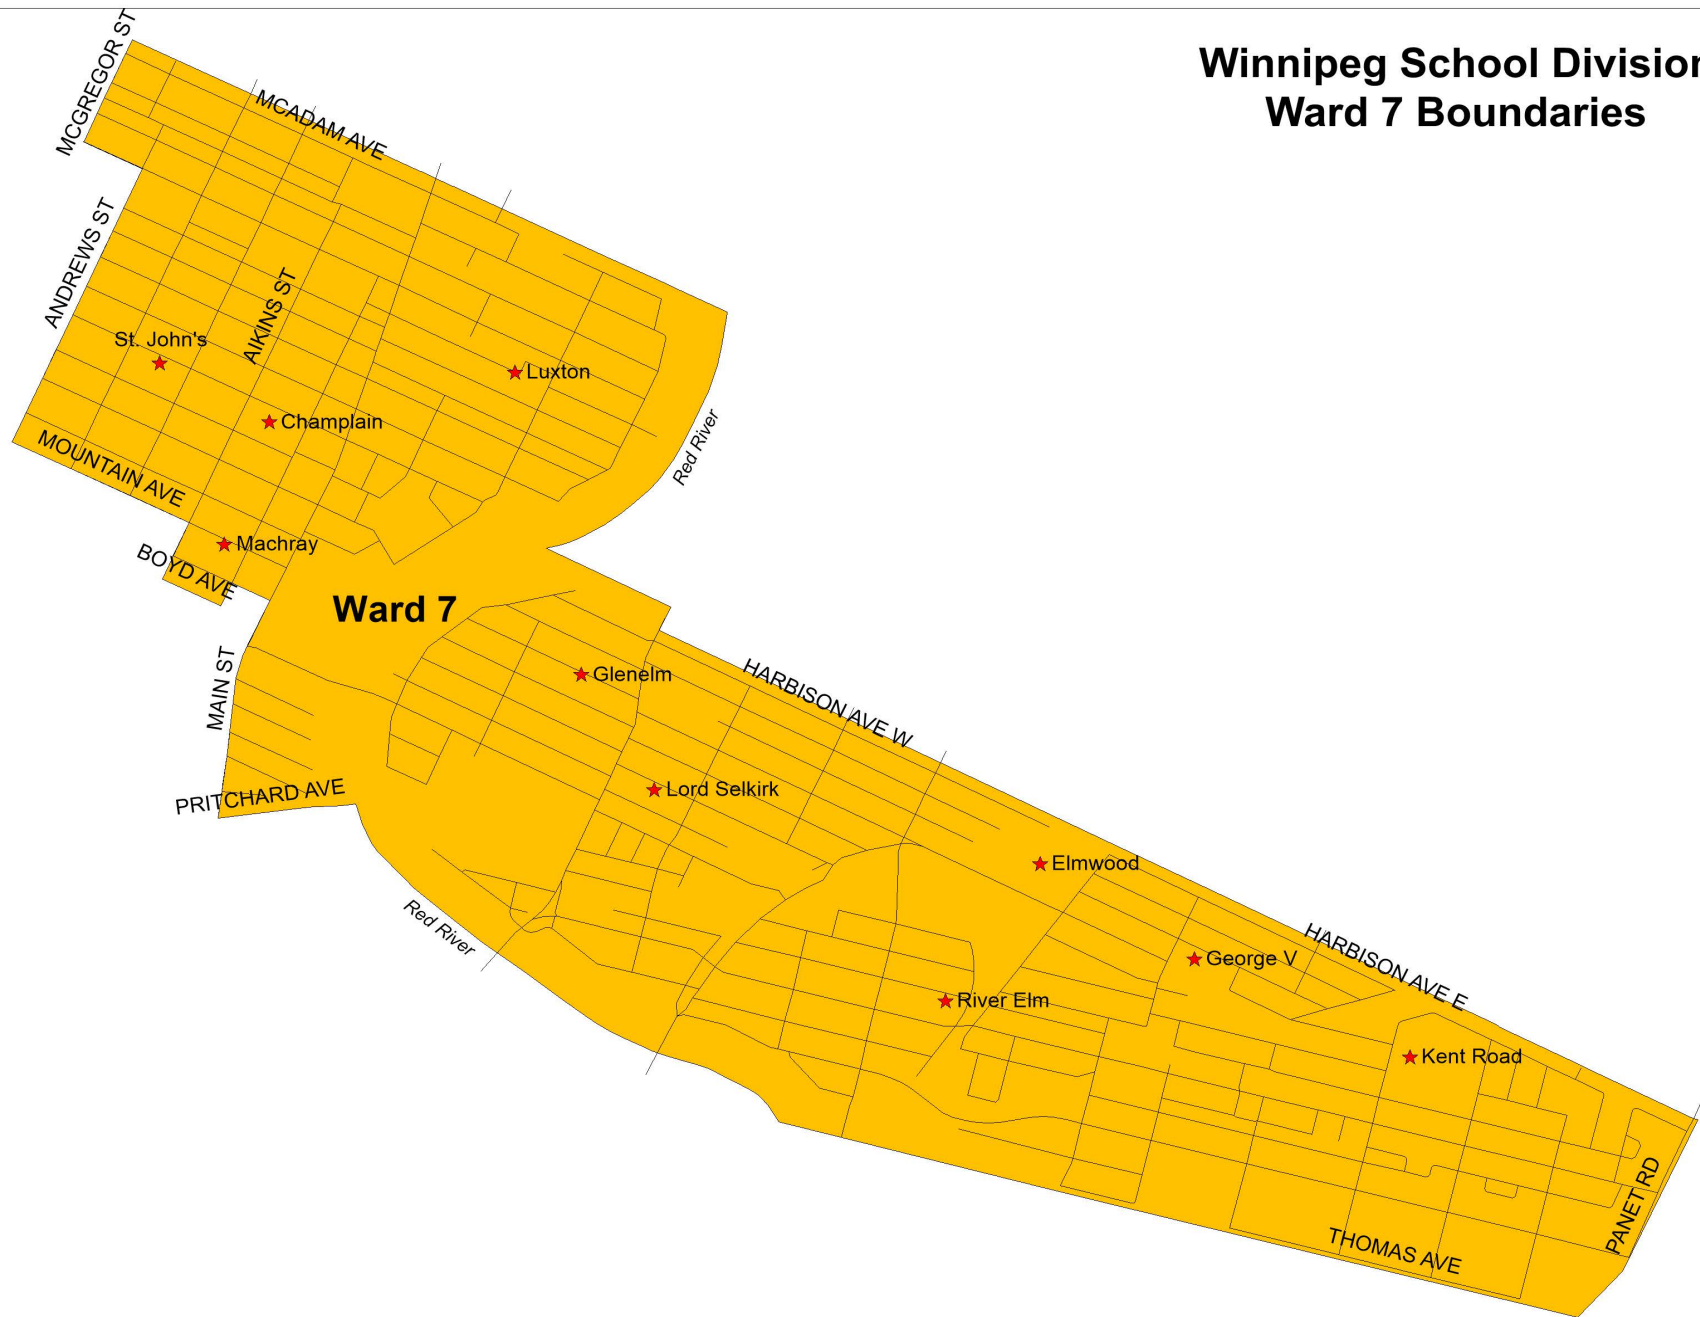 Winnipeg School Division
Ward 7 Boundaries
MCGREGOR ST
MCADAM AVE
ANDREWS ST
AIKINS ST
St. John's
Luxton
Champlain
Red River
MOUNTAIN AVE
Machray
BOYD AVE
Ward 7
MAIN ST
Glenelm
HARBISON AVE W
PRITCHARD AVE
Lord Selkirk
Elmwood
Red River
George V
HARBISON AVE E
River Elm
Kent Road
PANET RD
THOMAS AVE